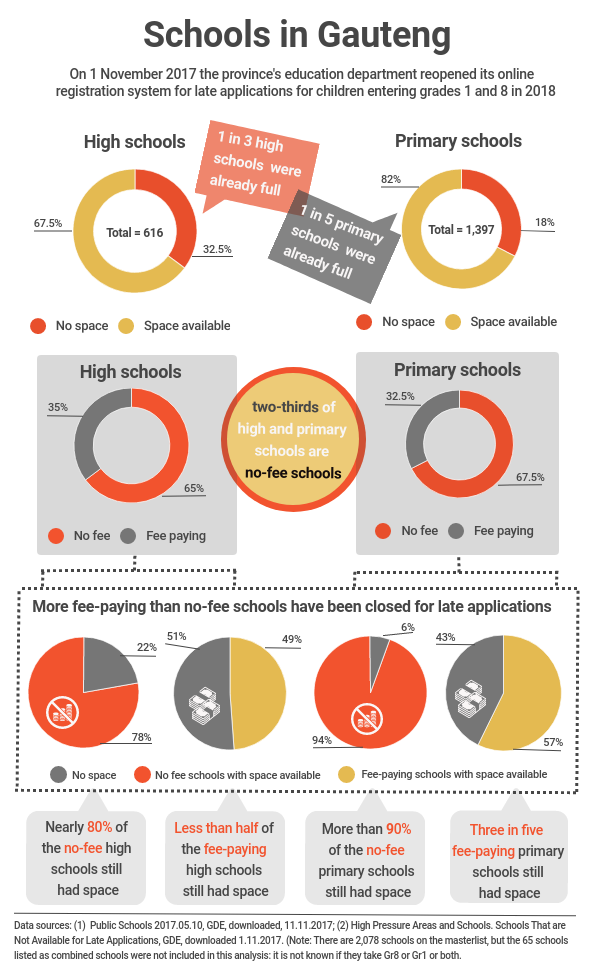 Schools in Gauteng
On 1 November 2017 the province's education department reopened its online
registration system for late applications for children entering grades 1 and 8 in 2018
High schools
1 in 3 high
schools were
already full
67.5%
Total = 616
32.5%
No space
Space available
Primary schools
1 in 5 primary
schools were
already full
82%
Total = 1,397
18%
No space
Space available
High schools
35%
65%
No fee
Fee paying
two-thirds of
high and primary
schools are
no-fee schools
Primary schools
32.5%
67.5%
No fee
Fee paying
More fee-paying than no-fee schools have been closed for late applications
22%
78%
51%
49%
6%
94%
43%
57%
No space
No fee schools with space available
Fee-paying schools with space available
Nearly 80% of
the no-fee high
schools still
had space
Less than half of
the fee-paying
high schools
still had space
More than 90%
of the no-fee
primary schools
still had space
Three in five
fee-paying primary
schools still
had space
Data sources: (1) Public Schools 2017.05.10, GDE, downloaded, 11.11.2017; (2) High Pressure Areas and Schools. Schools That are
Not Available for Late Applications, GDE, downloaded 1.11.2017. (Note: There are 2,078 schools on the masterlist, but the 65 schools
listed as combined schools were not included in this analysis: it is not known if they take Gr8 or Gr1 or both.